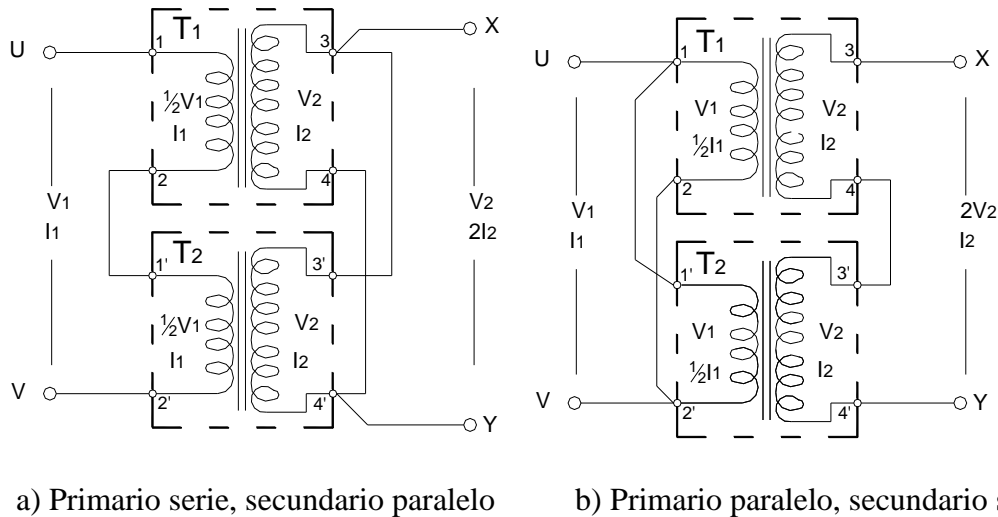 U
1
T1
3
X
½V1
I1
V2
I2
2
4
V1
I1
V2
2I2
T2
1'
3'
½V1
I1
V2
I2
V
2'
4'
Y
a) Primario serie, secundario paralelo
U
1
T1
3
X
V1
½I1
V2
I2
2
4
V1
I1
2V2
I2
T2
1'
3'
V1
½I1
V2
I2
V
2'
4'
Y
b) Primario paralelo, secundario